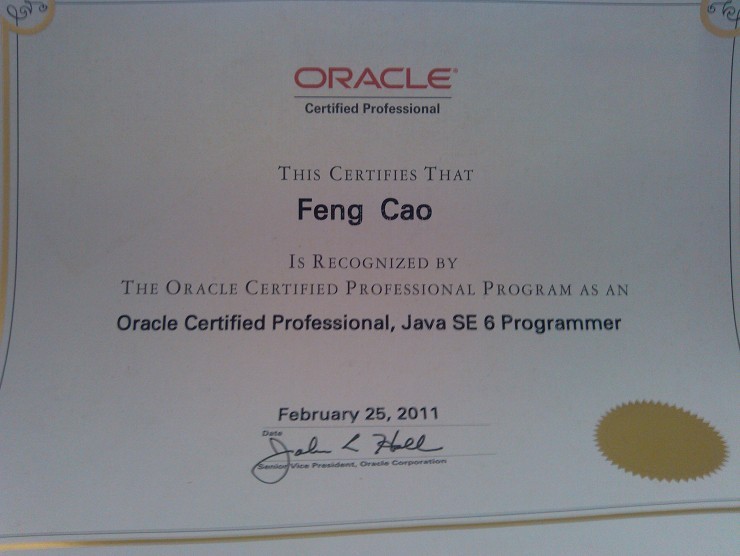 ORACLE®
Certified Professional
THIS CERTIFIES THAT
Feng Cao
IS RECOGNIZED BY
THE ORACLE CERTIFIED PROFESSIONAL PROGRAM AS AN
Oracle Certified Professional, Java SE 6 Programmer
February 25, 2011
Date
John L Hall
Senior Vice President, Oracle Corporation